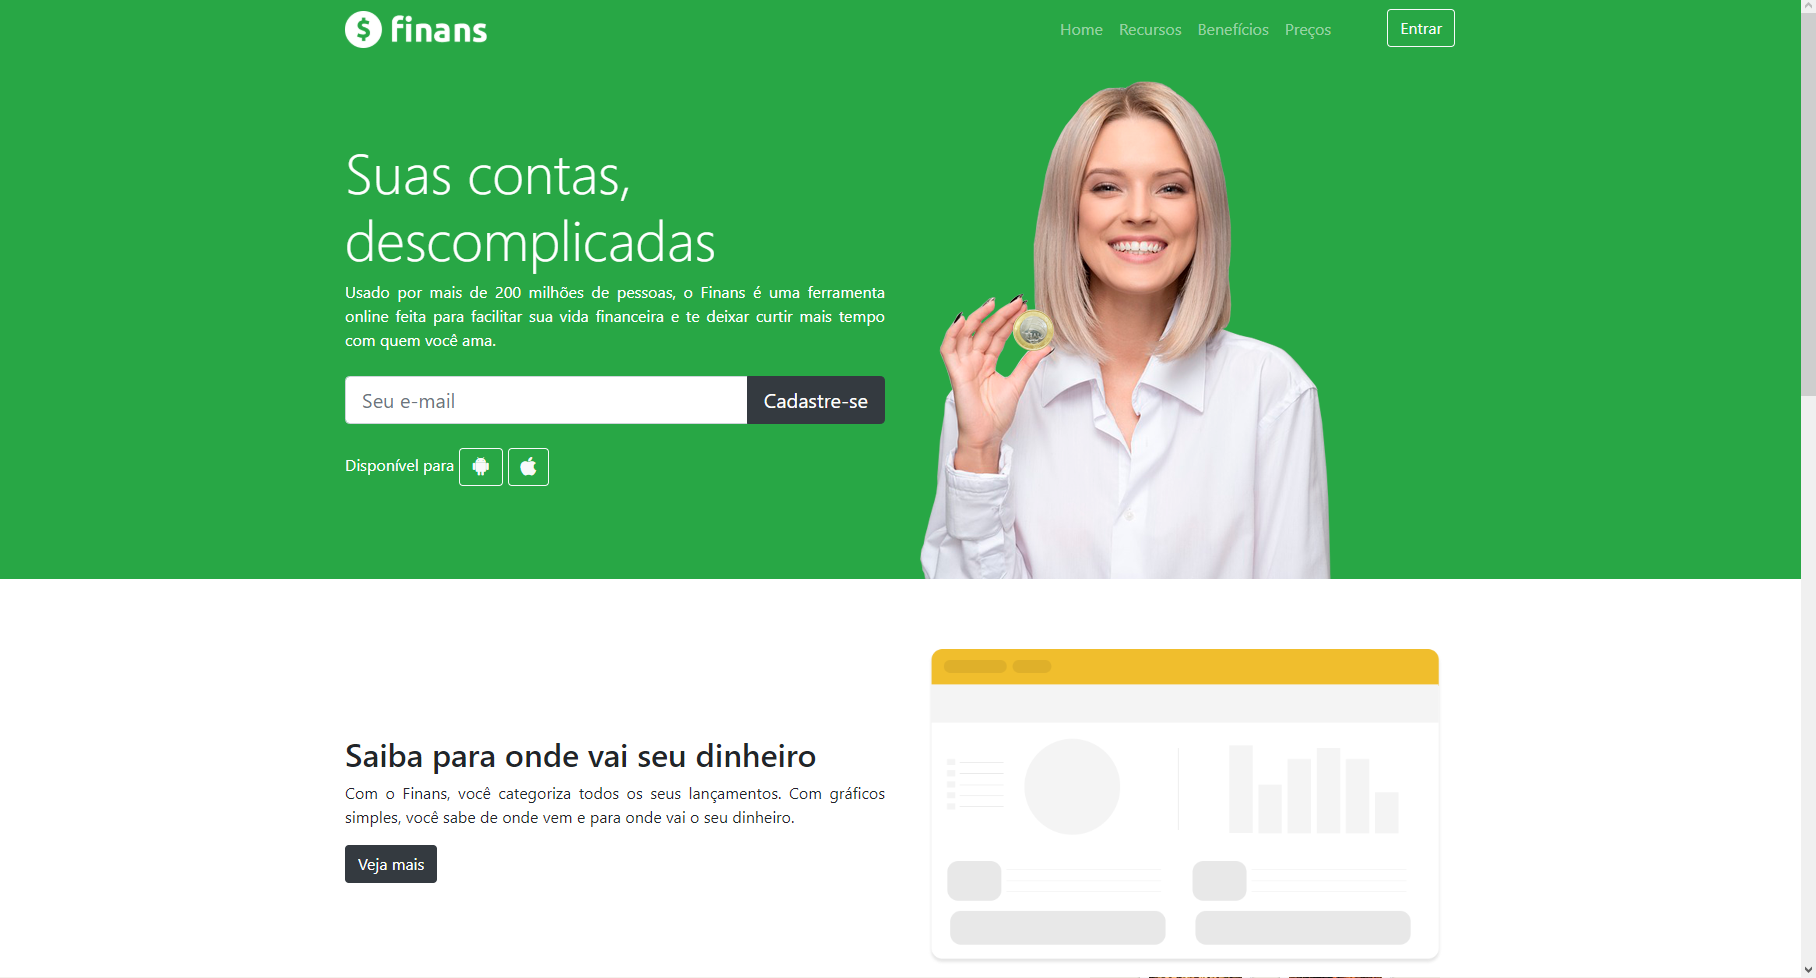 finans
Home Recursos Benefícios Preços Entrar
Suas contas,
descomplicadas
Usado por mais de 200 milhões de pessoas, o Finans é uma ferramenta
online feita para facilitar sua vida financeira e te deixar curtir mais tempo
com quem você ama.
Seu e-mail Cadastre-se
Disponível para
Saiba para onde vai seu dinheiro
Com o Finans, você categoriza todos os seus lançamentos. Com gráficos
simples, você sabe de onde vem e para onde vai o seu dinheiro.
Veja mais